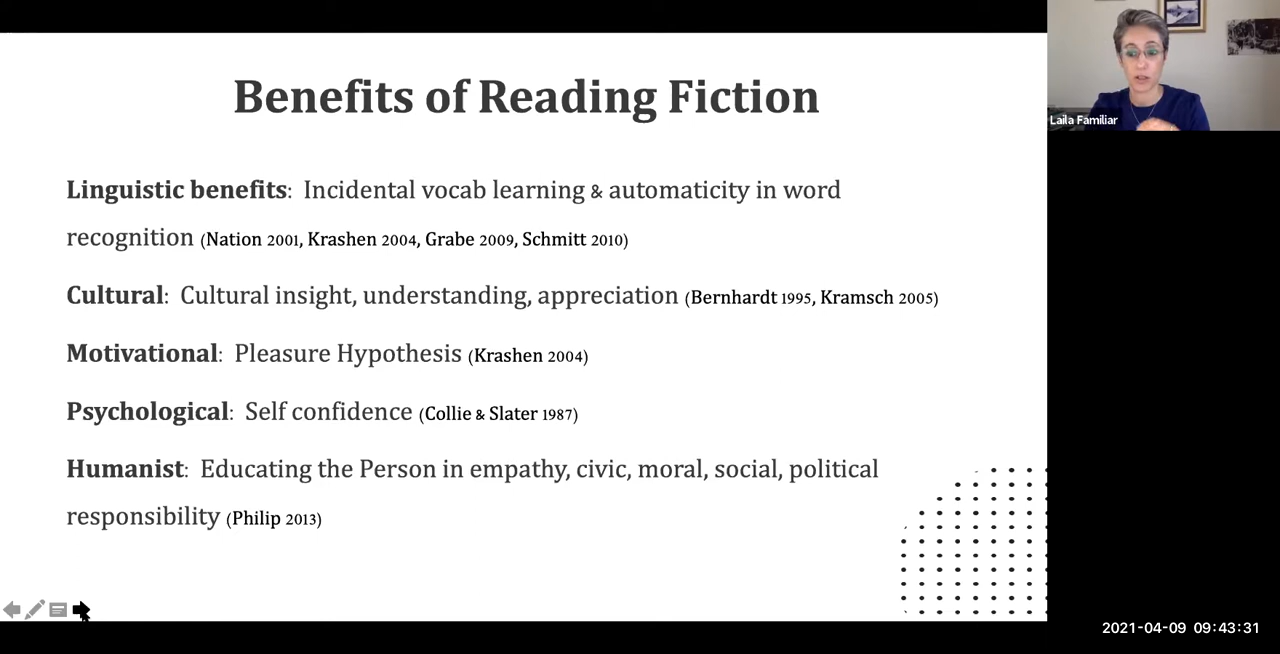 Benefits of Reading Fiction
Laila Familiar
Linguistic benefits: Incidental vocab learning & automaticity in word
recognition (Nation 2001, Krashen 2004, Grabe 2009, Schmitt 2010)
Cultural: Cultural insight, understanding, appreciation (Bernhardt 1995, Kramsch 2005)
Motivational: Pleasure Hypothesis (Krashen 2004)
Psychological: Self confidence (Collie & Slater 1987)
Humanist: Educating the Person in empathy, civic, moral, social, political
responsibility (Philip 2013)
2021-04-09 09:43:31